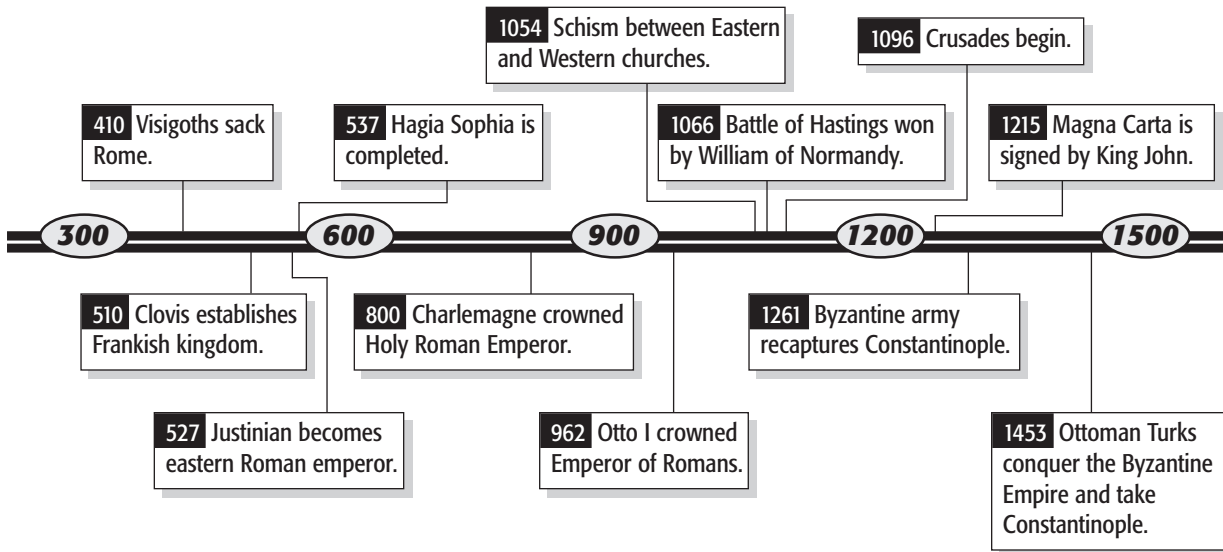 1054 Schism between Eastern
and Western churches.
1096 Crusades begin.
410 Visigoths sack
Rome.
537 Hagia Sophia is
completed.
1066 Battle of Hastings won
by William of Normandy.
1215 Magna Carta is
signed by King John.
300 600 900 1200 1500
510 Clovis establishes
Frankish kingdom.
800 Charlemagne crowned
Holy Roman Emperor.
1261 Byzantine army
recaptures Constantinople.
527 Justinian becomes
eastern Roman emperor.
962 Otto I crowned
Emperor of Romans.
1453 Ottoman Turks
conquer the Byzantine
Empire and take
Constantinople.